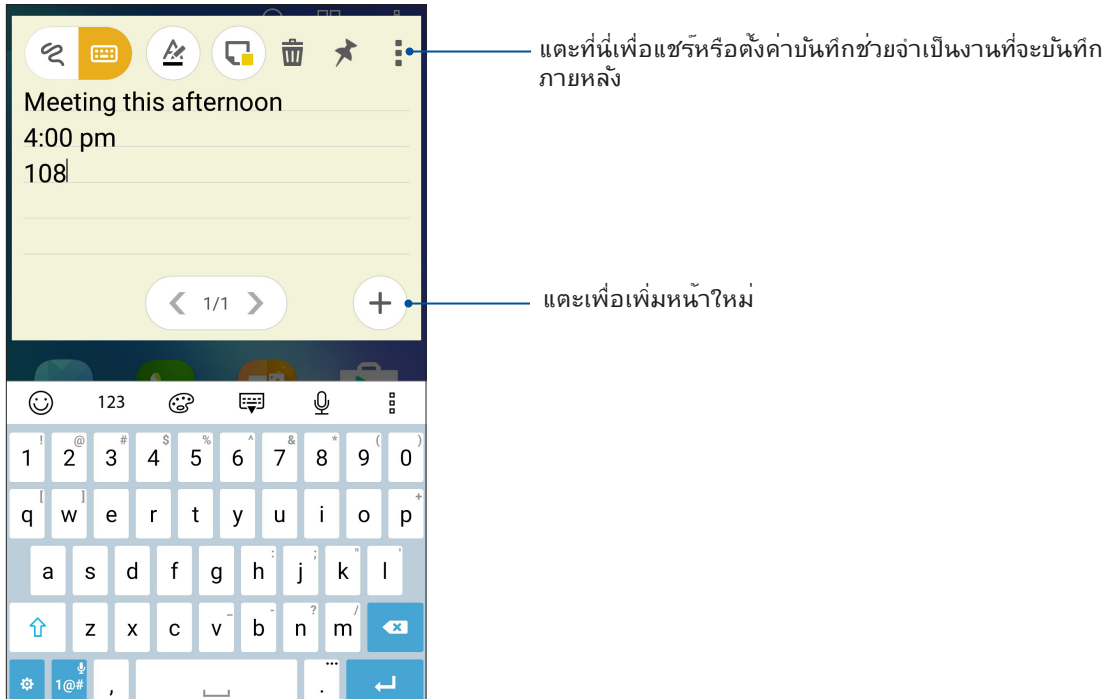 แตะที่นี่เพื่อแชร์หรือตั้งค่าบันทึกช่วยจำเป็นงานที่จะบันทึก
ภายหลัง
Meeting this afternoon
4:00 pm
108
1/1
แตะเพื่อเพิ่มหน้าใหม่
123
! @ # $ % ^ & * ( )
1 2 3 4 5 6 7 8 9 0
[ ] +
q w e r t y u i o p
: ; " '
a s d f g h j k l
_ - ? /
z x c v b n m
1@# , . ...